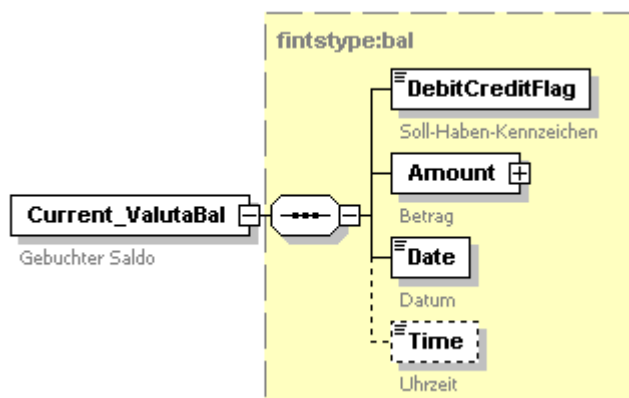 fintstype:bal
DebitCreditFlag
Soll-Haben-Kennzeichen
Amount
Betrag
Current_ValutaBal
Gebuchter Saldo
Date
Datum
Time
Uhrzeit